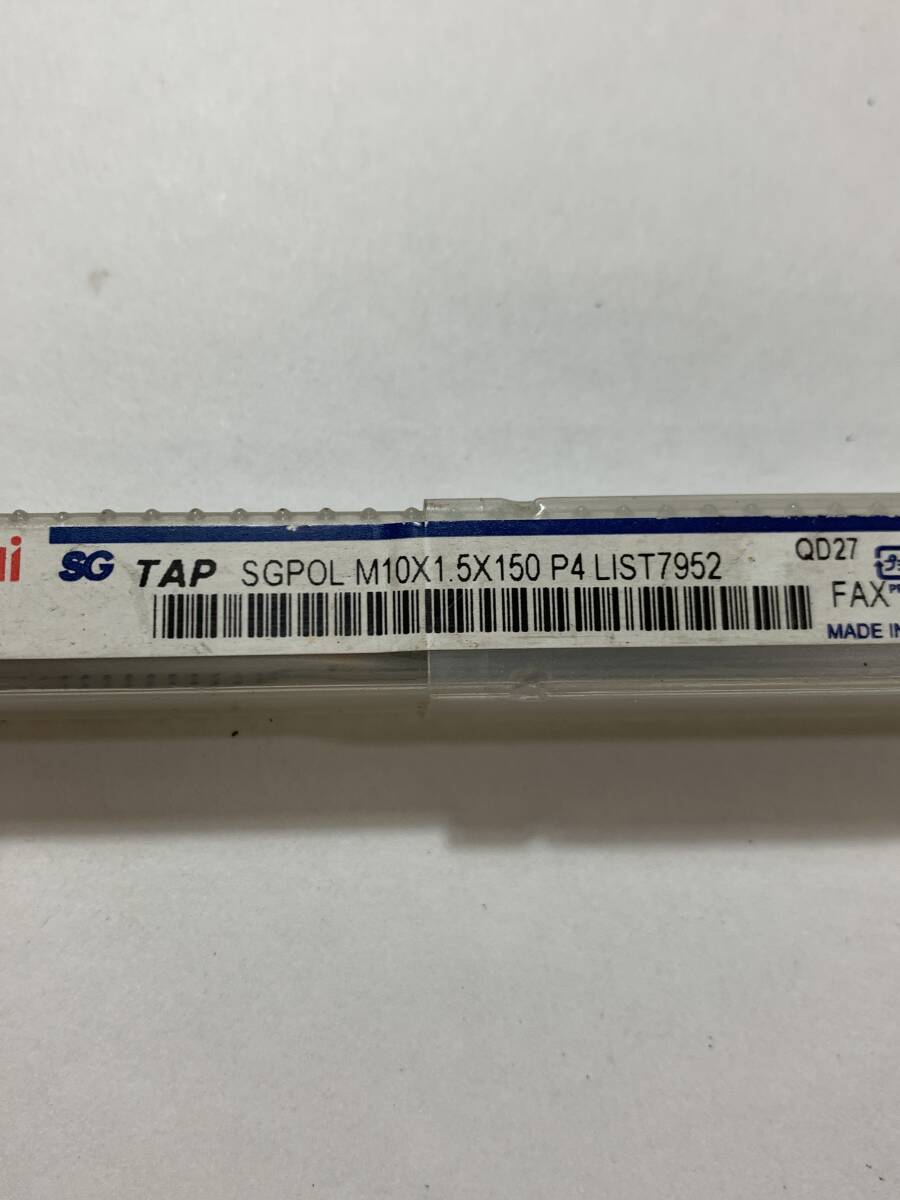 SG TAP SGPOL M10X1.5X150 P4 LIST7952 QD27
FAX
MADE IN